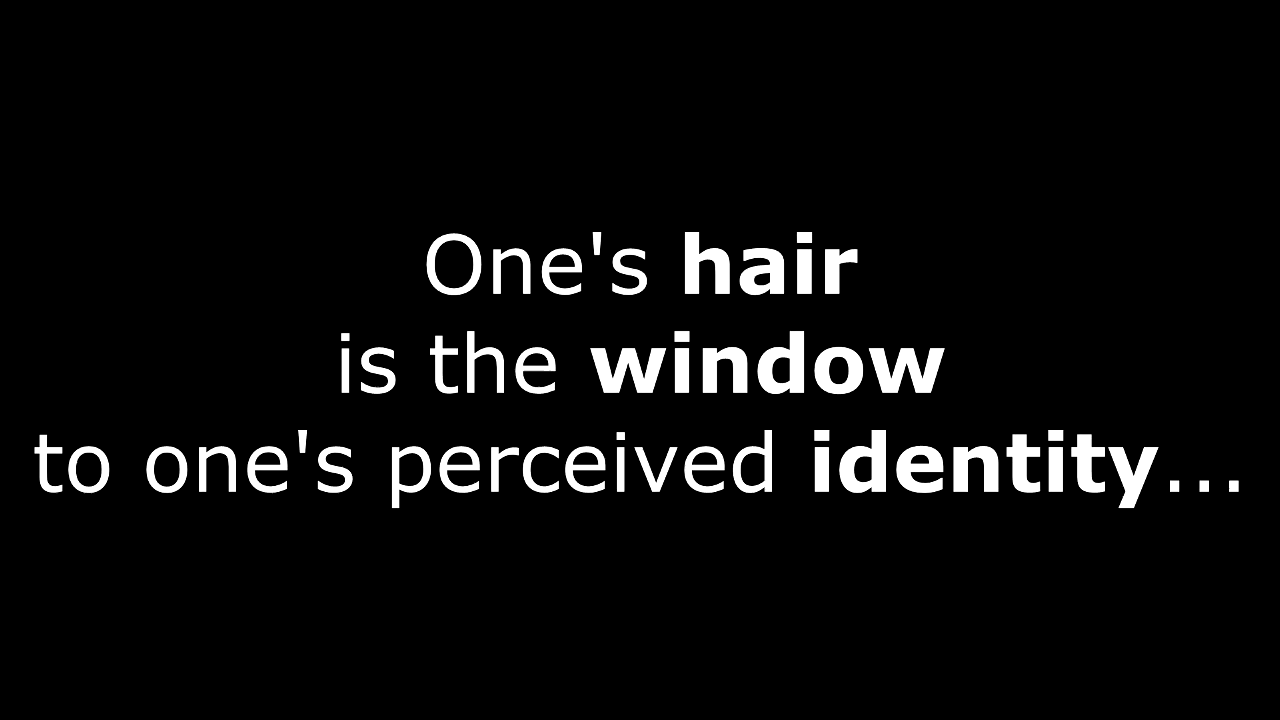 One's hair
is the window
to one's perceived identity...